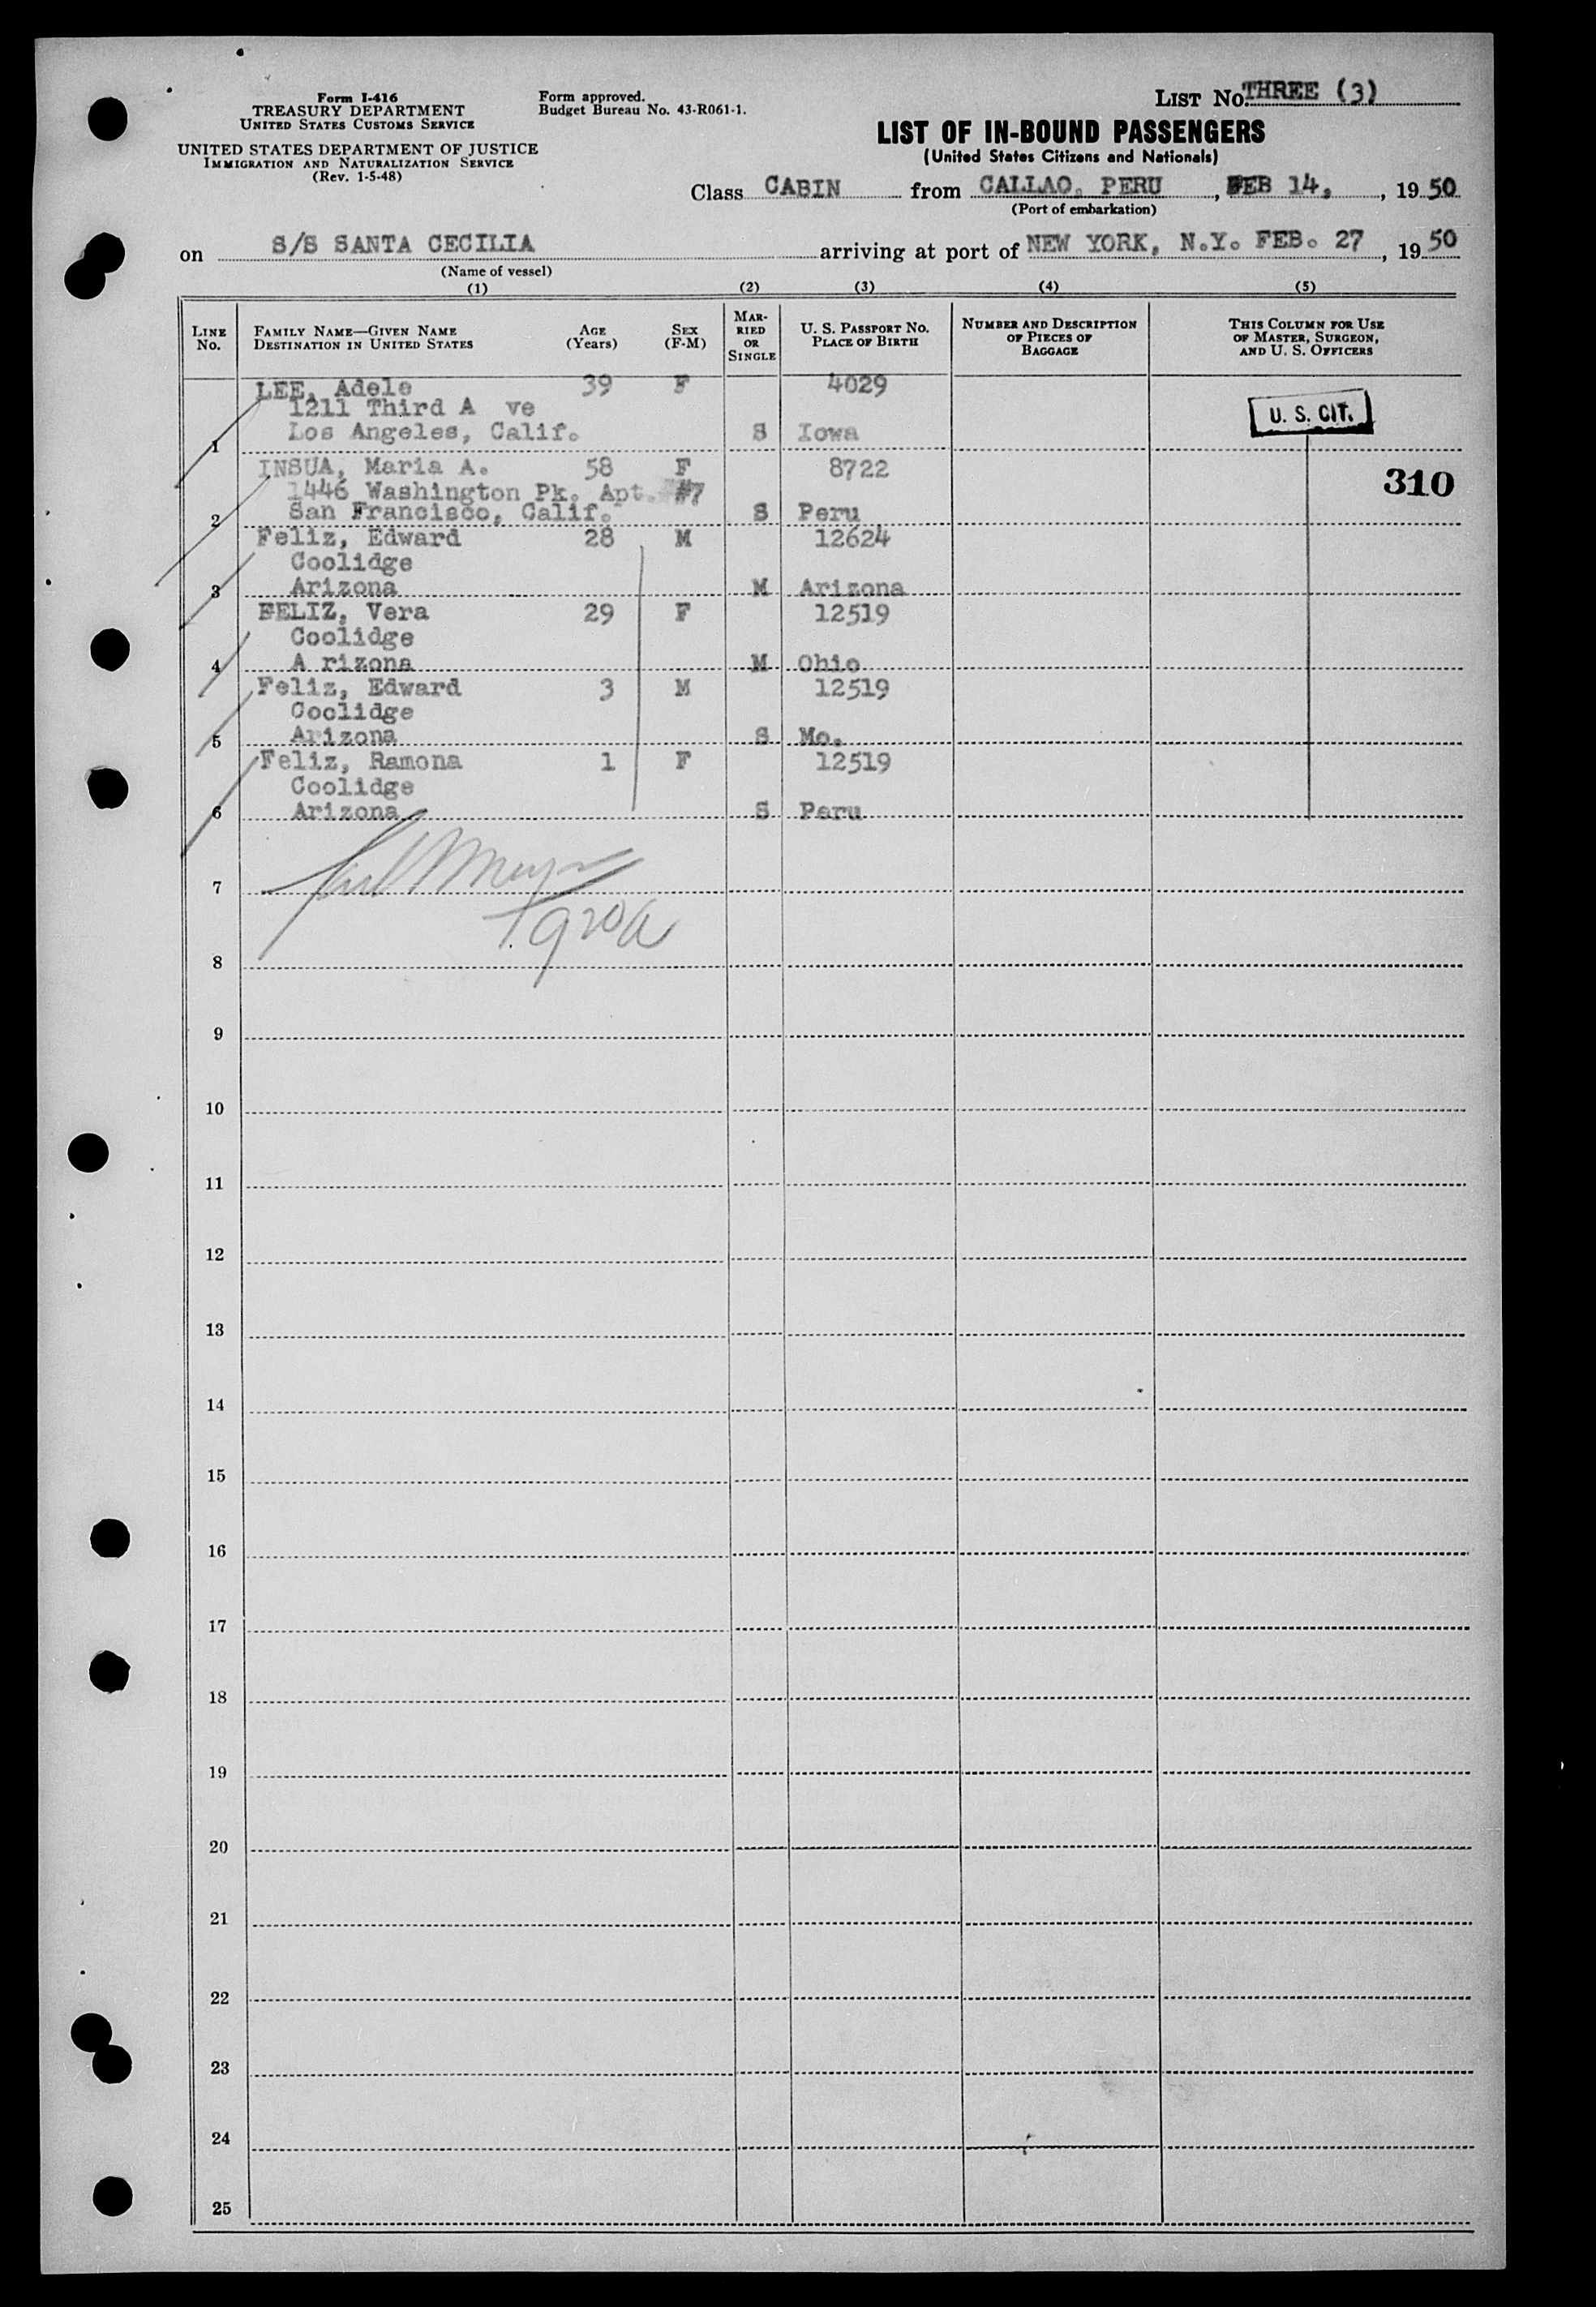 Form I-416
TREASURY DEPARTMENT
UNITED STATES CUSTOMS SERVICE
UNITED STATES DEPARTMENT OF JUSTICE
IMMIGRATION AND NATURALIZATION SERVICE
(Rev. 1-5-48)
Form approved.
Budget Bureau No. 43-R061-1.
LIST No. THREE (3)
LIST OF IN-BOUND PASSENGERS
(United States Citizens and Nationals)
Class CABIN from CALLAO, PERU, FEB 14, , 19 50
(Port of embarkation)
on S/S SANTA CECILIA arriving at port of NEW YORK, N.Y. FEB. 27 , 19 50
(Name of vessel)
(1) (2) (3) (4) (5)
LINE No. FAMILY NAME—GIVEN NAME DESTINATION IN UNITED STATES AGE (Years) SEX (F-M) MARRIED OR SINGLE U. S. PASSPORT NO. PLACE OF BIRTH NUMBER AND DESCRIPTION OF PIECES OF BAGGAGE THIS COLUMN FOR USE OF MASTER, SURGEON, AND U. S. OFFICERS
LEE, Adele 39 F 4029
1211 Third A ve U. S. CIT.
1 Los Angeles, Calif. S Iowa
INSUA, Maria A. 58 F 8722
310
1446 Washington Pk. Apt. #7
2 San Francisco, Calif. S Peru
Feliz, Edward 28 M 12624
Coolidge
3 Arizona M Arizona
FELIZ, Vera 29 F 12519
Coolidge
4 A rizona M Ohio
Feliz, Edward 3 M 12519
Coolidge
5 Arizona S Mo.
Feliz, Ramona 1 F 12519
Coolidge
6 Arizona S Peru
7
8
9
10
11
12
13
14
15
16
17
18
19
20
21
22
23
24
25